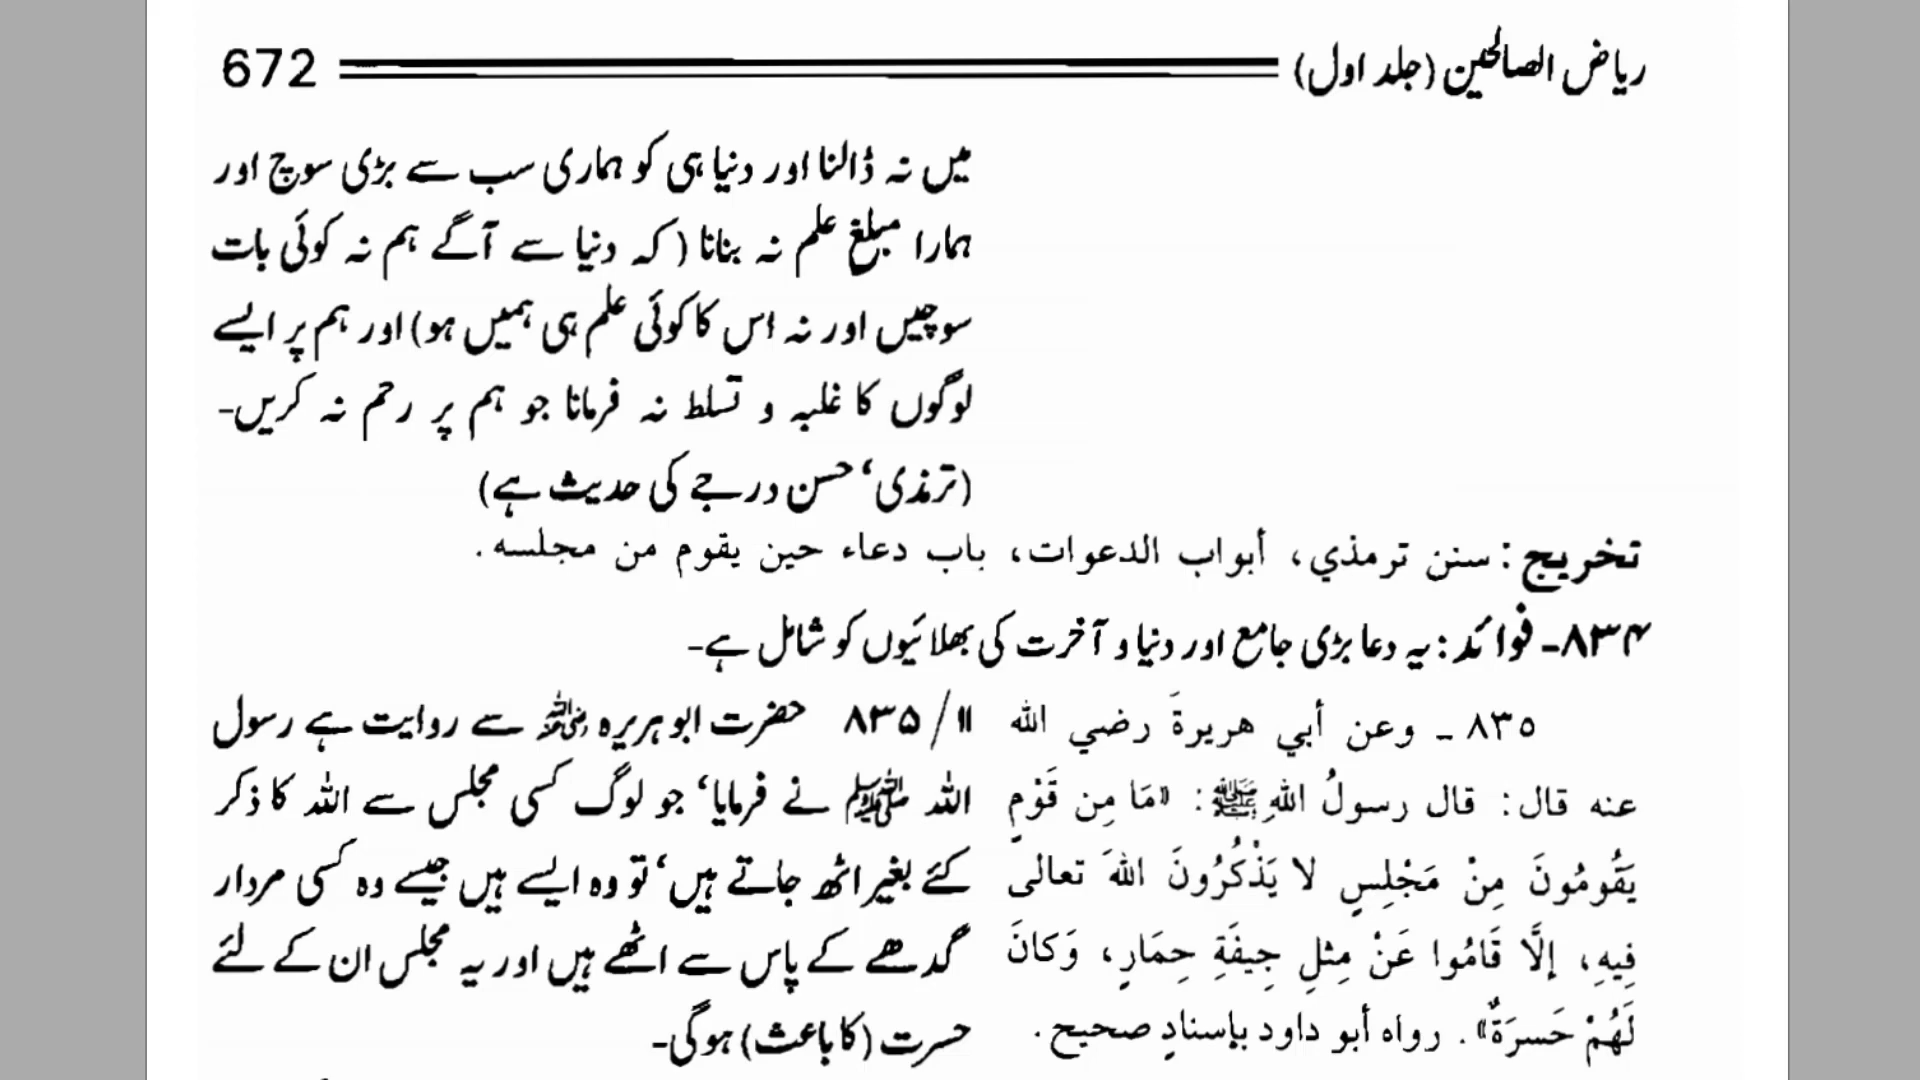 ریاض الصالحین (جلد اول) 672
میں نہ ڈالنا اور دنیا ہی کو ہماری سب سے بڑی سوچ اور
ہمارا مبلغ علم نہ بنانا (کہ دنیا سے آگے ہم نہ کوئی بات
سوچیں اور نہ اس کا کوئی علم ہی ہمیں ہو) اور ہم پر ایسے
لوگوں کا غلبہ و تسلط نہ فرمانا جو ہم پر رحم نہ کریں۔
(ترمذی‘ حسن درجے کی حدیث ہے)
تخريج : سنن ترمذي، أبواب الدعوات، باب دعاء حين يقوم من مجلسه.
۸۳۴۔ فوائد : یہ دعا بڑی جامع اور دنیا و آخرت کی بھلائیوں کو شامل ہے۔
٨٣٥ ـ وعن أبي هريرةَ رضي الله
عنه قال: قال رسولُ اللهِ ﷺ: «مَا مِن قَوْمٍ
يَقُومُونَ مِنْ مَجْلِسٍ لا يَذْكُرُونَ اللهَ تعالى
فِيهِ، إلَّا قَامُوا عَنْ مِثلِ جِيفَةِ حِمَارٍ، وَكانَ
لَهُمْ حَسرَةٌ». رواه أبو داود بإسنادٍ صحيح.
۱۱/ ۸۳۵ حضرت ابو ہریرہ رضی اللہ عنہ سے روایت ہے رسول
اللہ ﷺ نے فرمایا‘ جو لوگ کسی مجلس سے اللہ کا ذکر
کئے بغیر اٹھ جاتے ہیں‘ تو وہ ایسے ہیں جیسے وہ کسی مردار
گدھے کے پاس سے اٹھے ہیں اور یہ مجلس ان کے لئے
حسرت (کا باعث) ہوگی۔